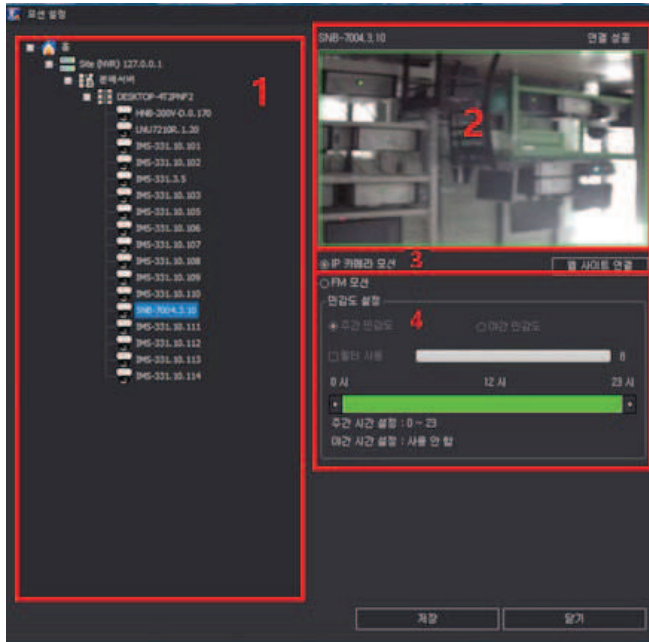 모션 설정
홈
Site (NVR) 127.0.0.1
분배서버
DESKTOP-4T2PNF2
HNB-200V-D.0.170
LNU7210R.1.20
IMS-331.10.101
IMS-331.10.102
IMS-331.3.5
IMS-331.10.103
IMS-331.10.105
IMS-331.10.106
IMS-331.10.107
IMS-331.10.108
IMS-331.10.109
IMS-331.10.110
SNB-7004.3.10
IMS-331.10.111
IMS-331.10.112
IMS-331.10.113
IMS-331.10.114
1
SNB-7004.3.10 연결 성공
2
IP 카메라 모션 3 웹 사이트 연결
FM 모션
민감도 설정
4
주간 민감도 야간 민감도
필터 사용 8
0 시 12 시 23 시
주간 시간 설정 : 0 ~ 23
야간 시간 설정 : 사용 안 함
저장 닫기